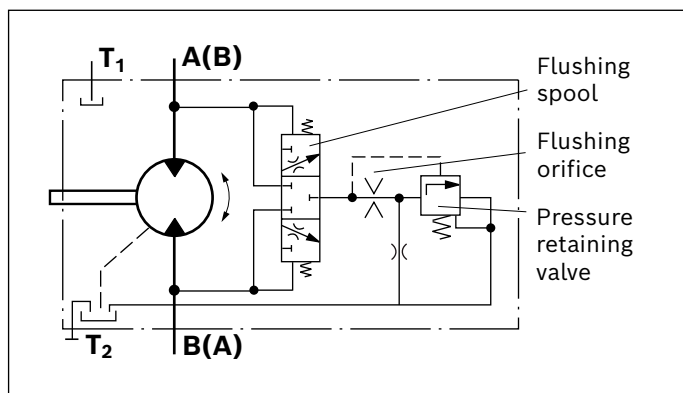 T₁
A(B)
Flushing
spool
Flushing
orifice
Pressure
retaining
valve
T₂
B(A)